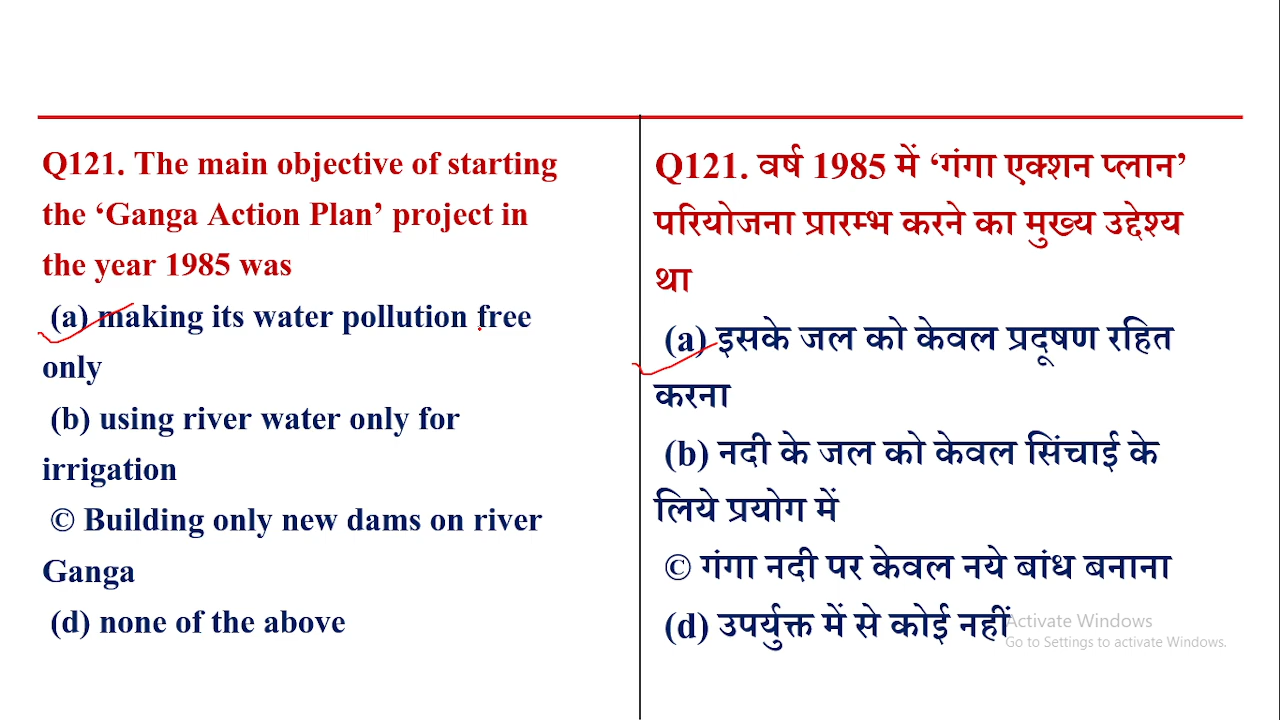 Q121. The main objective of starting
the ‘Ganga Action Plan’ project in
the year 1985 was
(a) making its water pollution free
only
(b) using river water only for
irrigation
© Building only new dams on river
Ganga
(d) none of the above
Q121. वर्ष 1985 में ‘गंगा एक्शन प्लान’
परियोजना प्रारम्भ करने का मुख्य उद्देश्य
था
(a) इसके जल को केवल प्रदूषण रहित
करना
(b) नदी के जल को केवल सिंचाई के
लिये प्रयोग में
© गंगा नदी पर केवल नये बांध बनाना
(d) उपर्युक्त में से कोई नहीं
Activate Windows
Go to Settings to activate Windows.